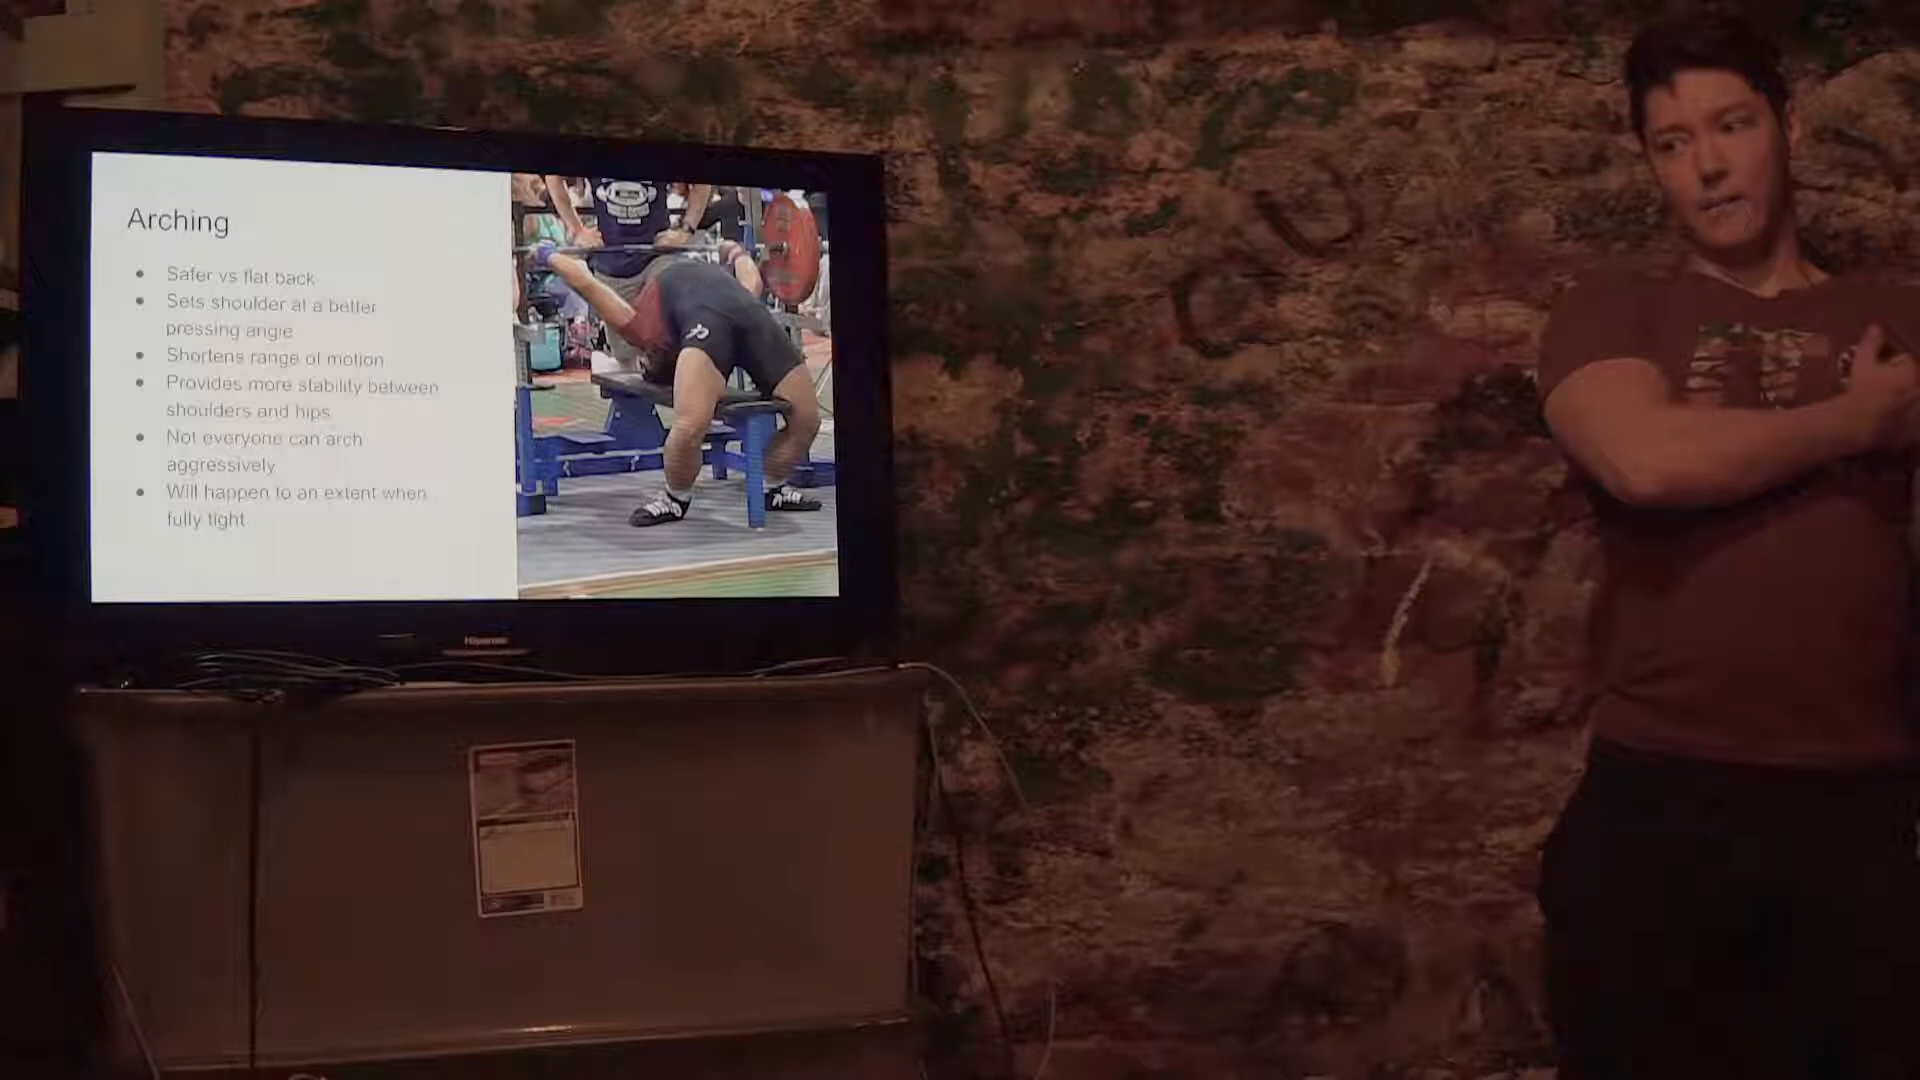 Arching
Safer vs flat back
Sets shoulder at a better
pressing angle
Shortens range of motion
Provides more stability between
shoulders and hips
Not everyone can arch
aggressively
Will happen to an extent when
fully tight
Hisense